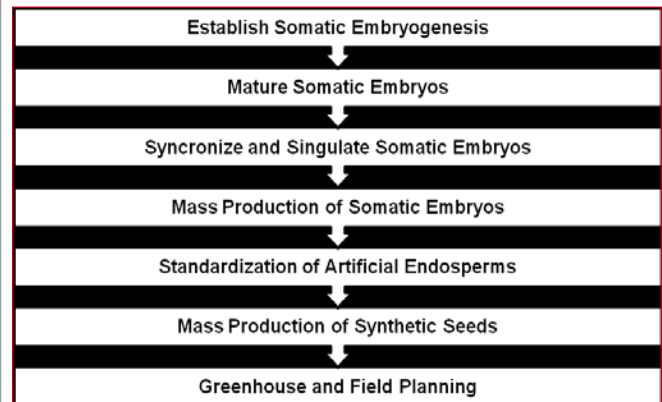 Establish Somatic Embryogenesis
Mature Somatic Embryos
Syncronize and Singulate Somatic Embryos
Mass Production of Somatic Embryos
Standardization of Artificial Endosperms
Mass Production of Synthetic Seeds
Greenhouse and Field Planning